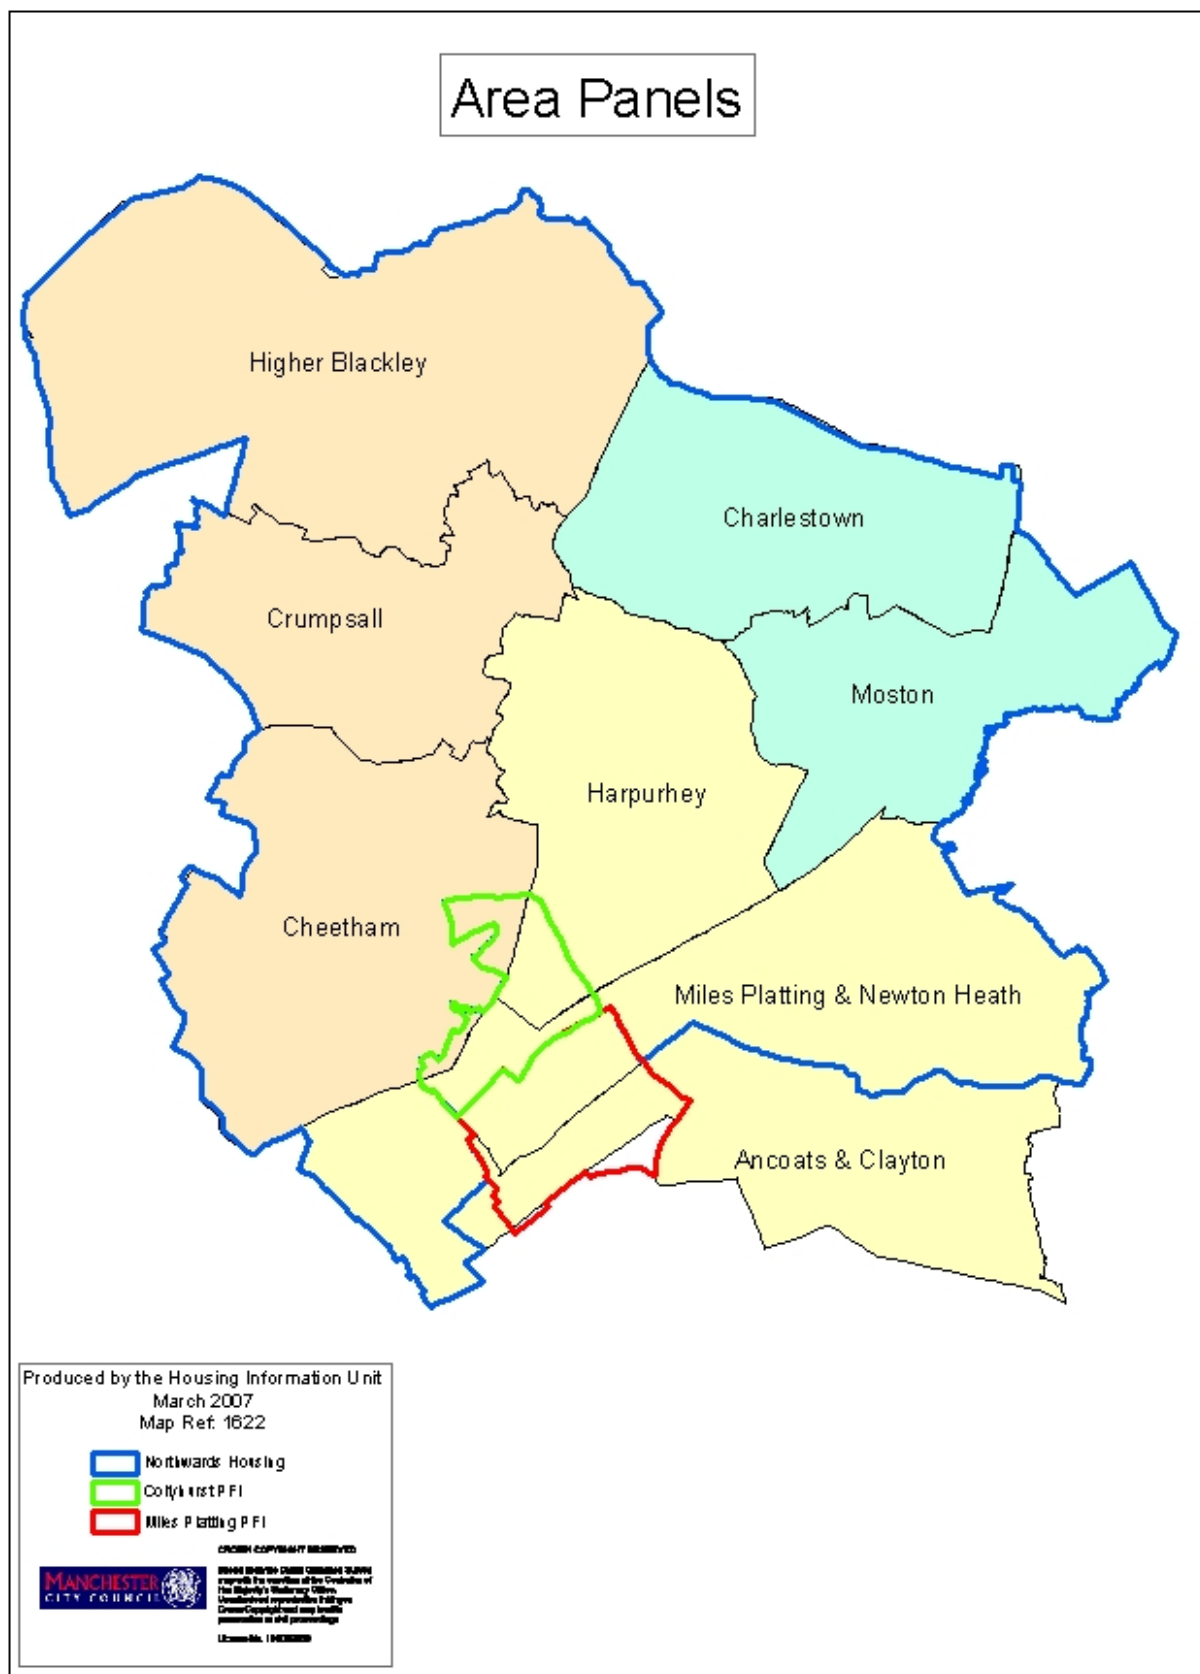 Area Panels
Higher Blackley
Charlestown
Crumpsall
Moston
Harpurhey
Cheetham
Miles Platting & Newton Heath
Ancoats & Clayton
Produced by the Housing Information Unit
March 2007
Map Ref: 1622
Northwards Housing
Collyhurst PFI
Miles Platting PFI
MANCHESTER
CITY COUNCIL
CROWN COPYRIGHT RESERVED